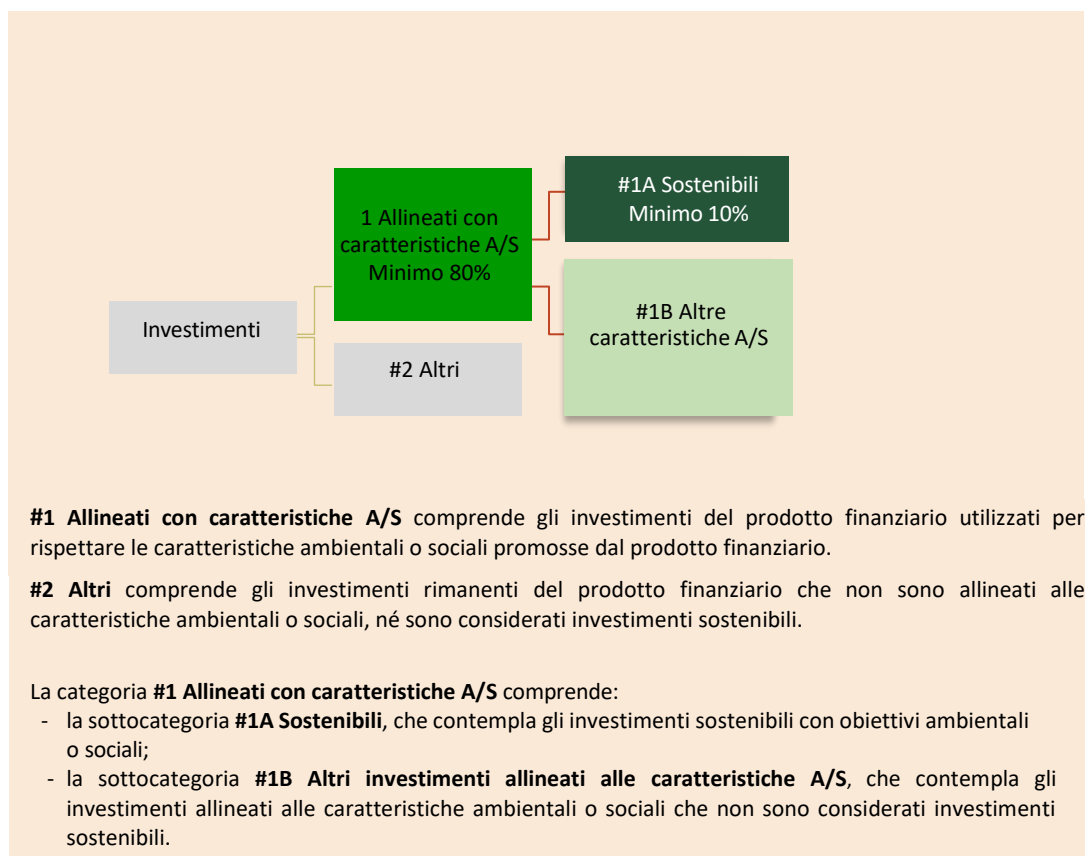 #1A Sostenibili
Minimo 10%
1 Allineati con
caratteristiche A/S
Minimo 80%
#1B Altre
caratteristiche A/S
Investimenti
#2 Altri
#1 Allineati con caratteristiche A/S comprende gli investimenti del prodotto finanziario utilizzati per
rispettare le caratteristiche ambientali o sociali promosse dal prodotto finanziario.
#2 Altri comprende gli investimenti rimanenti del prodotto finanziario che non sono allineati alle
caratteristiche ambientali o sociali, né sono considerati investimenti sostenibili.
La categoria #1 Allineati con caratteristiche A/S comprende:
- la sottocategoria #1A Sostenibili, che contempla gli investimenti sostenibili con obiettivi ambientali
o sociali;
- la sottocategoria #1B Altri investimenti allineati alle caratteristiche A/S, che contempla gli
investimenti allineati alle caratteristiche ambientali o sociali che non sono considerati investimenti
sostenibili.